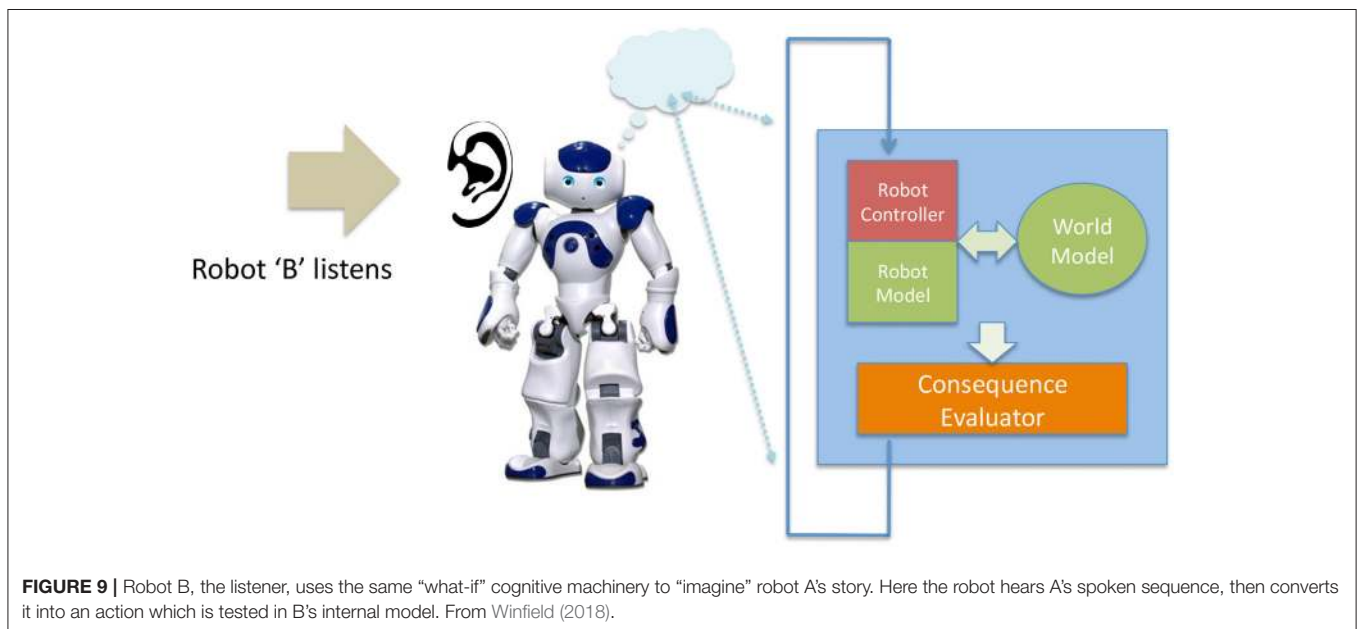 Robot 'B' listens
Robot
Controller
Robot
Model
World
Model
Consequence
Evaluator
FIGURE 9 | Robot B, the listener, uses the same “what-if” cognitive machinery to “imagine” robot A’s story. Here the robot hears A’s spoken sequence, then converts
it into an action which is tested in B’s internal model. From Winfield (2018).